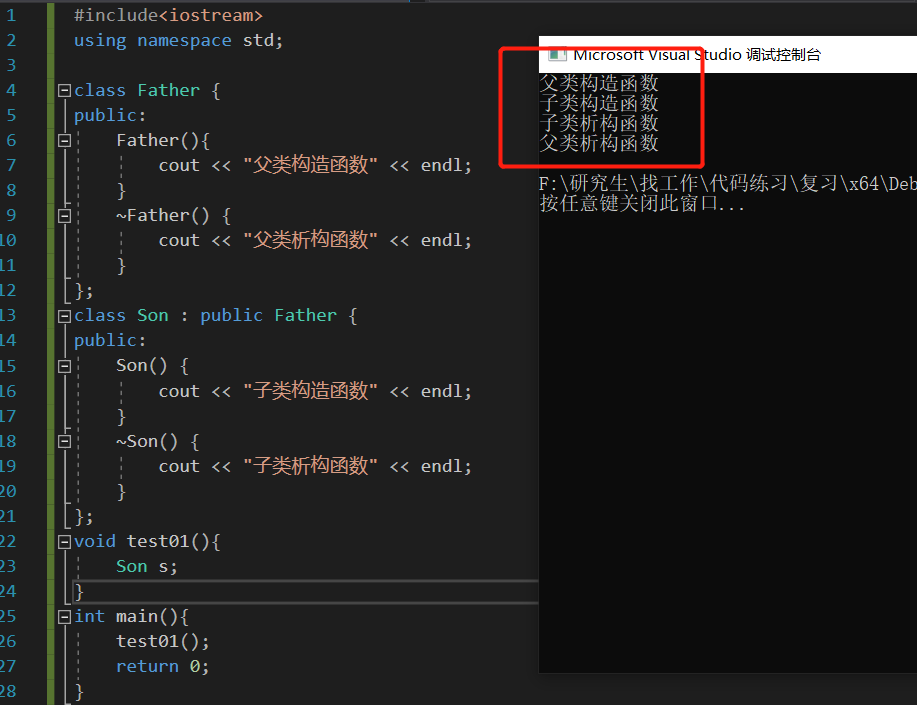 1 #include<iostream>
2 using namespace std;
3
4 class Father {
5 public:
6 Father(){
7 cout << "父类构造函数" << endl;
8 }
9 ~Father() {
10 cout << "父类析构函数" << endl;
11 }
12 };
13 class Son : public Father {
14 public:
15 Son() {
16 cout << "子类构造函数" << endl;
17 }
18 ~Son() {
19 cout << "子类析构函数" << endl;
20 }
21 };
22 void test01(){
23 Son s;
24 }
25 int main(){
26 test01();
27 return 0;
28 }
Microsoft Visual Studio 调试控制台
父类构造函数
子类构造函数
子类析构函数
父类析构函数
F:\研究生\找工作\代码练习\复习\x64\Deb
按任意键关闭此窗口...